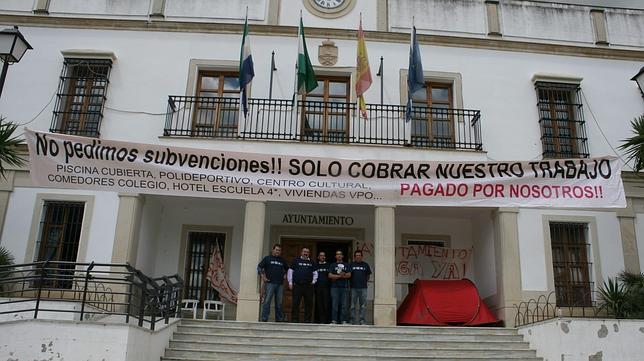 No pedimos subvenciones!! SOLO COBRAR NUESTRO TRABAJO
PISCINA CUBIERTA, POLIDEPORTIVO, CENTRO CULTURAL,
COMEDORES COLEGIO, HOTEL ESCUELA 4*, VIVIENDAS VPO... PAGADO POR NOSOTROS!!
AYUNTAMIENTO
YA!